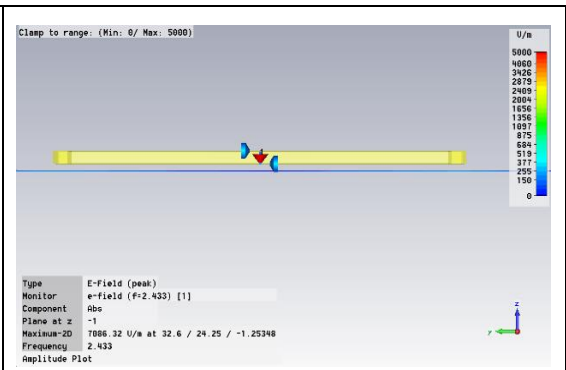 Clamp to range: (Min: 0/ Max: 5000)
V/m
5000
4060
3426
2879
2409
2004
1656
1356
1097
875
684
519
377
255
150
0
Type E-Field (peak)
Monitor e-field (f=2.433) [1]
Component Abs
Plane at z -1
Maximum-2D 7086.32 V/m at 32.6 / 24.25 / -1.25348
Frequency 2.433
Amplitude Plot
z
y